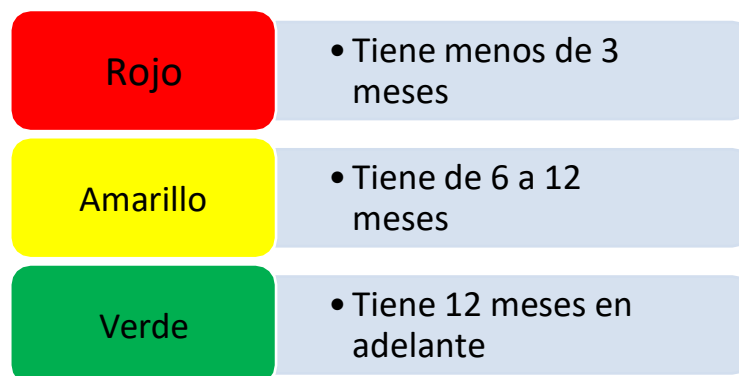 Rojo
• Tiene menos de 3
meses
Amarillo
• Tiene de 6 a 12
meses
Verde
• Tiene 12 meses en
adelante